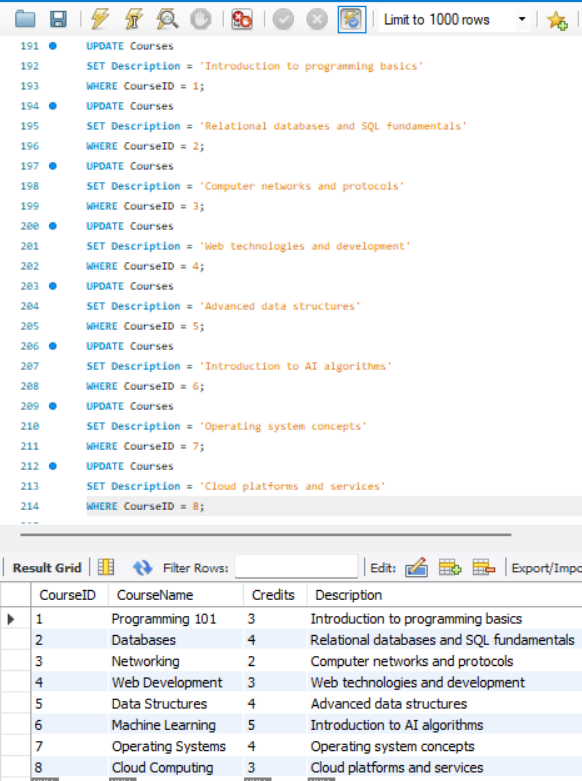 Limit to 1000 rows
191 UPDATE Courses
192 SET Description = 'Introduction to programming basics'
193 WHERE CourseID = 1;
194 UPDATE Courses
195 SET Description = 'Relational databases and SQL fundamentals'
196 WHERE CourseID = 2;
197 UPDATE Courses
198 SET Description = 'Computer networks and protocols'
199 WHERE CourseID = 3;
200 UPDATE Courses
201 SET Description = 'Web technologies and development'
202 WHERE CourseID = 4;
203 UPDATE Courses
204 SET Description = 'Advanced data structures'
205 WHERE CourseID = 5;
206 UPDATE Courses
207 SET Description = 'Introduction to AI algorithms'
208 WHERE CourseID = 6;
209 UPDATE Courses
210 SET Description = 'Operating system concepts'
211 WHERE CourseID = 7;
212 UPDATE Courses
213 SET Description = 'Cloud platforms and services'
214 WHERE CourseID = 8;
Result Grid Filter Rows: Edit: Export/Impo
CourseID CourseName Credits Description
1 Programming 101 3 Introduction to programming basics
2 Databases 4 Relational databases and SQL fundamentals
3 Networking 2 Computer networks and protocols
4 Web Development 3 Web technologies and development
5 Data Structures 4 Advanced data structures
6 Machine Learning 5 Introduction to AI algorithms
7 Operating Systems 4 Operating system concepts
8 Cloud Computing 3 Cloud platforms and services